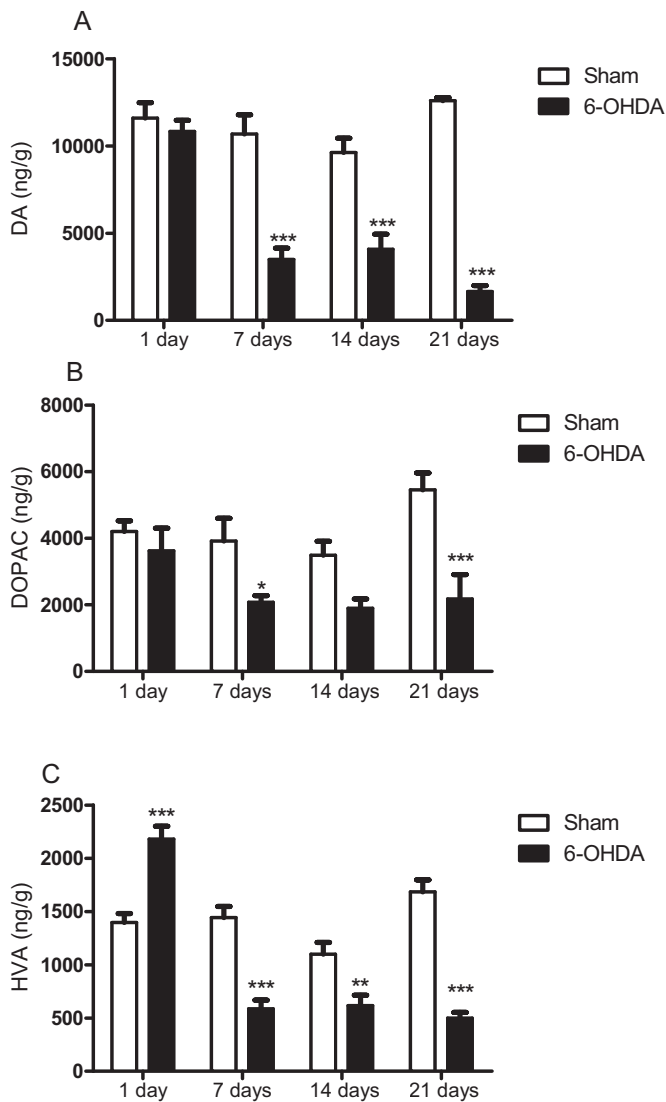 A
15000
10000
5000
0
DA (ng/g)
***
***
***
1 day
7 days
14 days
21 days
Sham
6-OHDA
B
8000
6000
4000
2000
0
DOPAC (ng/g)
*
***
1 day
7 days
14 days
21 days
Sham
6-OHDA
C
2500
2000
1500
1000
500
0
HVA (ng/g)
***
***
**
***
1 day
7 days
14 days
21 days
Sham
6-OHDA